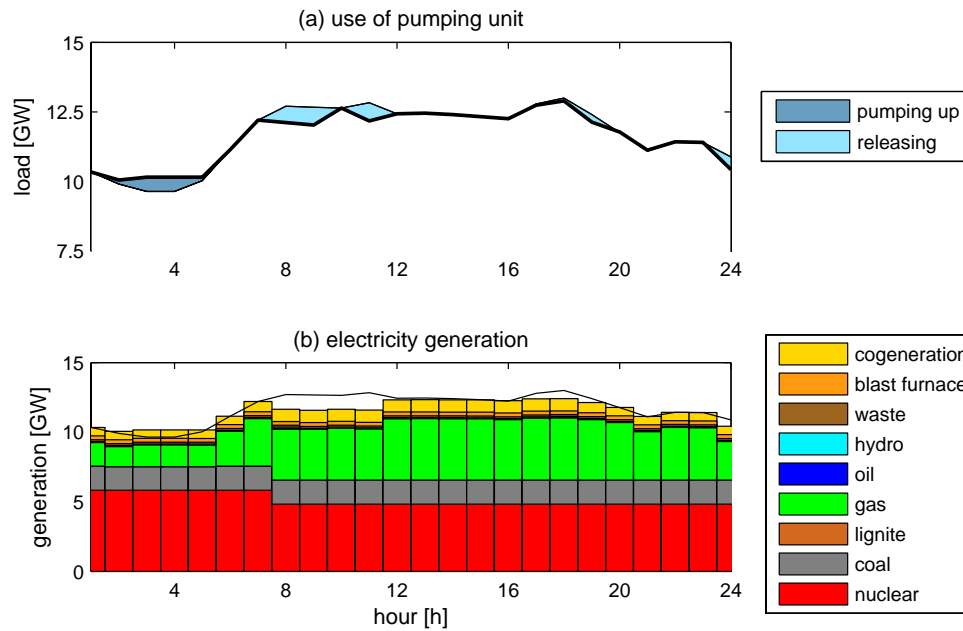 (a) use of pumping unit
15
12.5
10
7.5
load [GW]
4 8 12 16 20 24
pumping up
releasing
(b) electricity generation
15
10
5
0
generation [GW]
4 8 12 16 20 24
hour [h]
cogeneration
blast furnace
waste
hydro
oil
gas
lignite
coal
nuclear